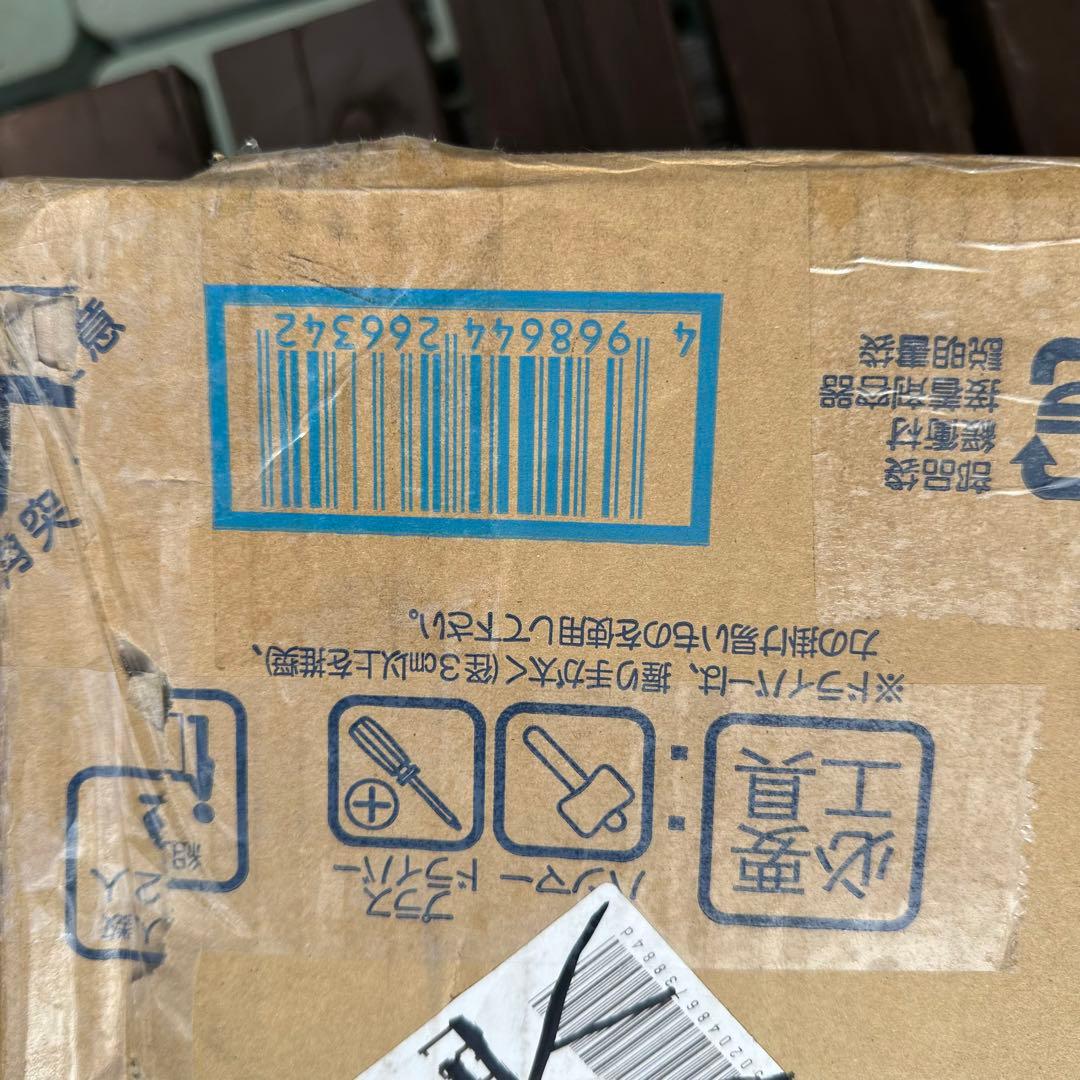 必要
工具
:
ハンマー
プラス
ドライバー
人数 2人
組
※ドライバーは、握り手が太く(径3cm以上を推奨)、
力の掛け易いものを使用して下さい。
部品袋
緩衝材
接着剤容器
説明書袋
4 968644 266342